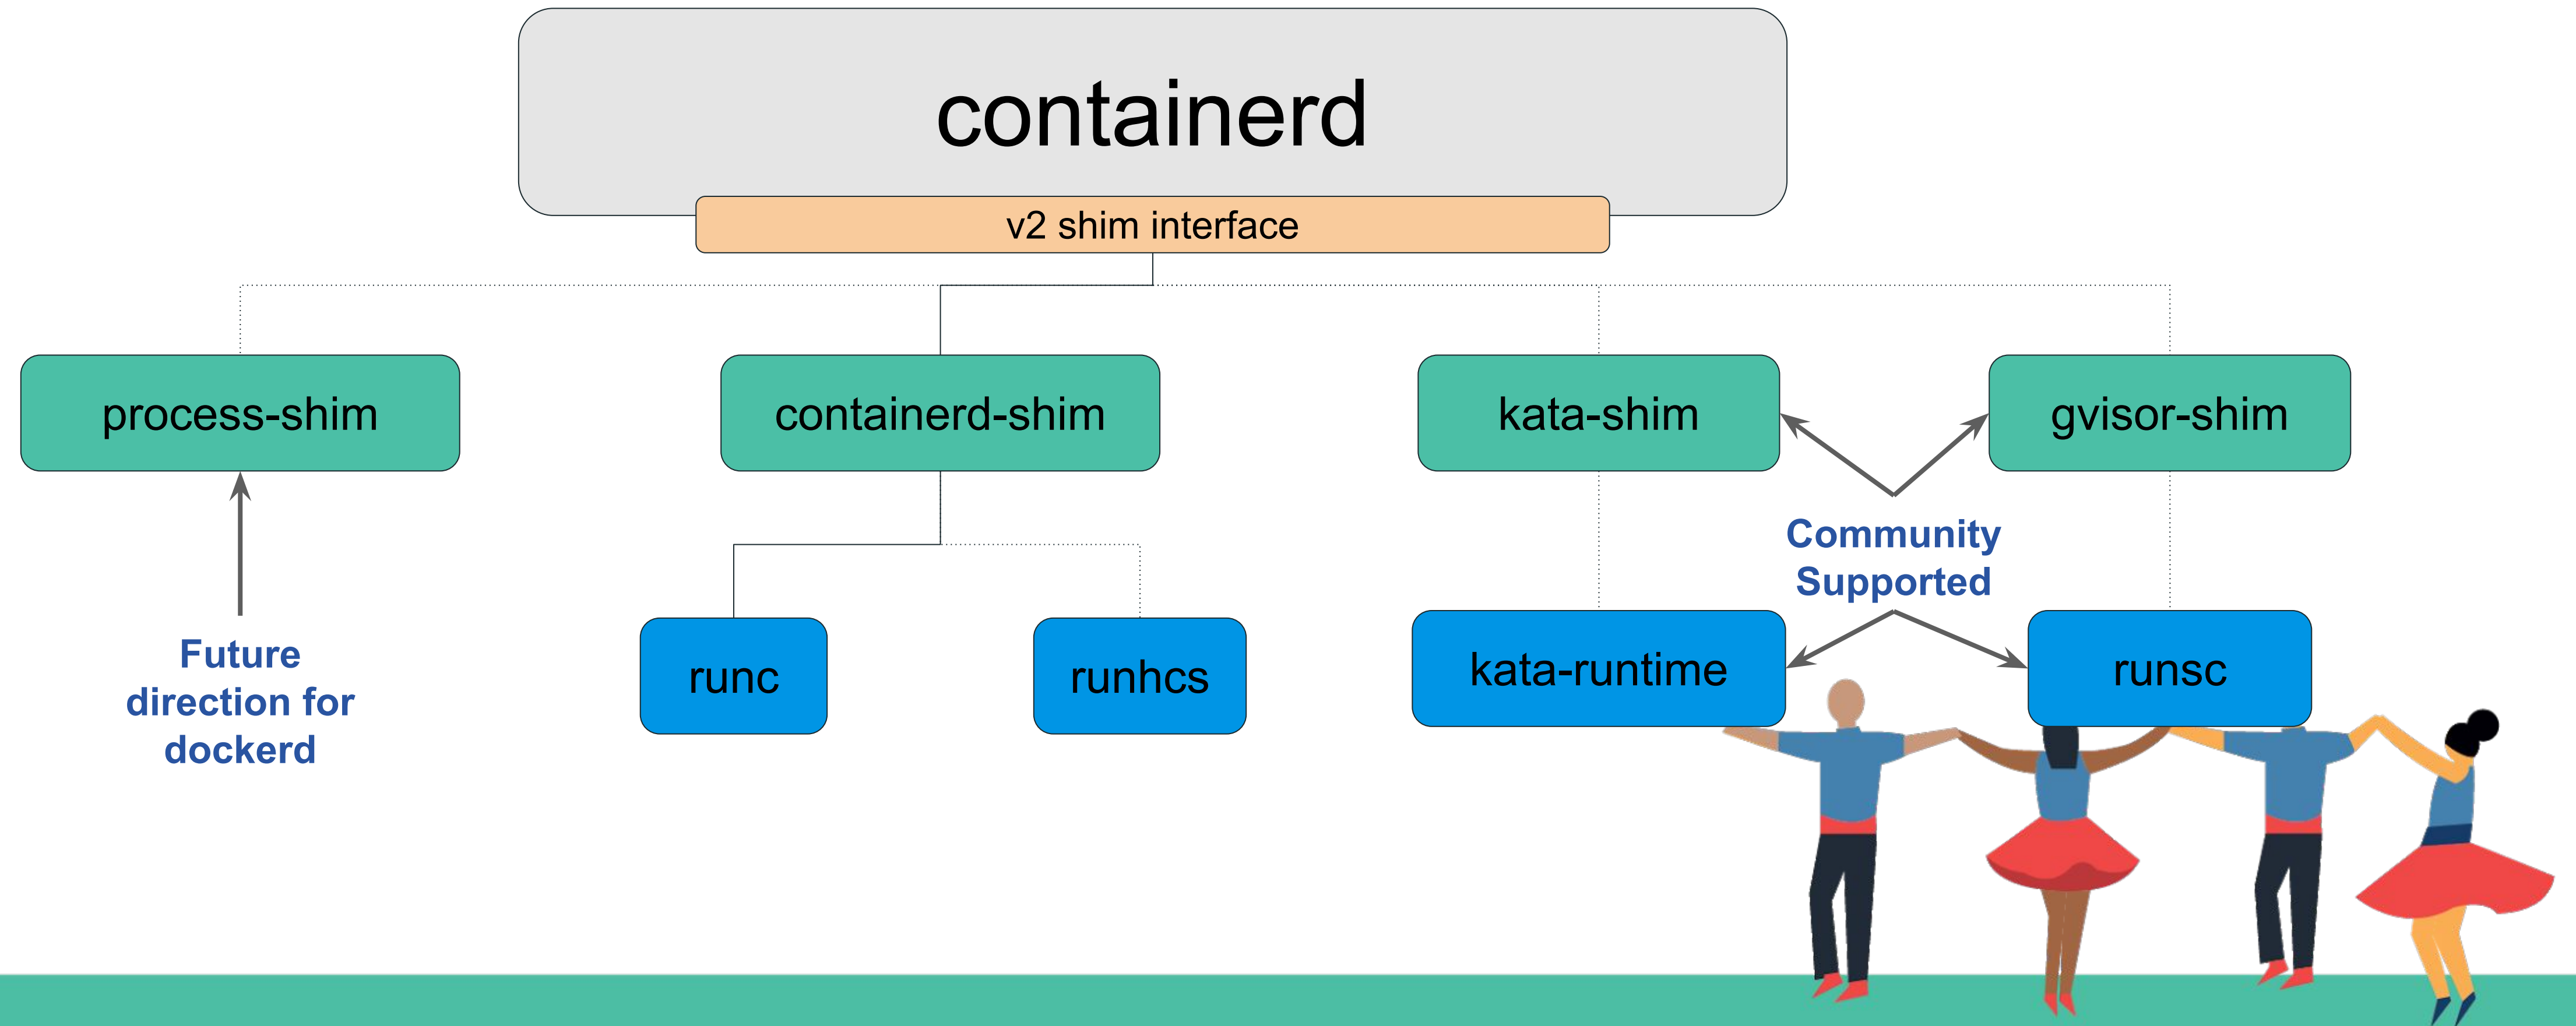 containerd
v2 shim interface
process-shim
containerd-shim
kata-shim
gvisor-shim
Community
Supported
Future
direction for
dockerd
runc
runhcs
kata-runtime
runsc